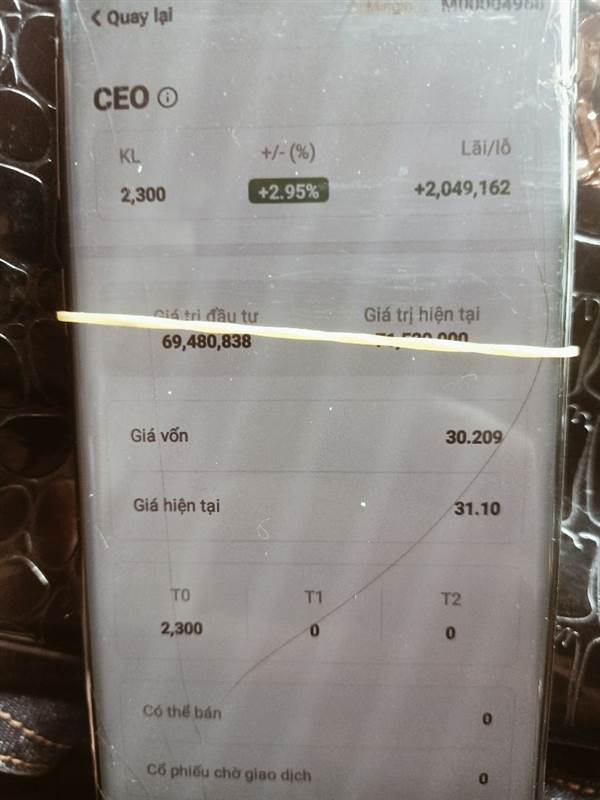 Quay lại
CEO
KL +/- (%) Lãi/lỗ
2,300 +2.95% +2,049,162
Giá trị đầu tư Giá trị hiện tại
69,480,838
Giá vốn 30.209
Giá hiện tại 31.10
T0 T1 T2
2,300 0 0
Có thể bán 0
Cổ phiếu chờ giao dịch 0